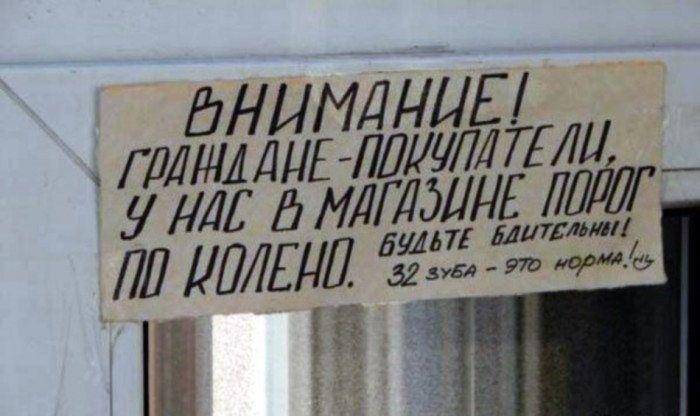 ВНИМАНИЕ!
ГРАЖДАНЕ-ПОКУПАТЕЛИ,
У НАС В МАГАЗИНЕ ПОРОГ
ПО КОЛЕНО. БУДЬТЕ БДИТЕЛЬНЫ!
32 ЗУБА - ЭТО НОРМА!